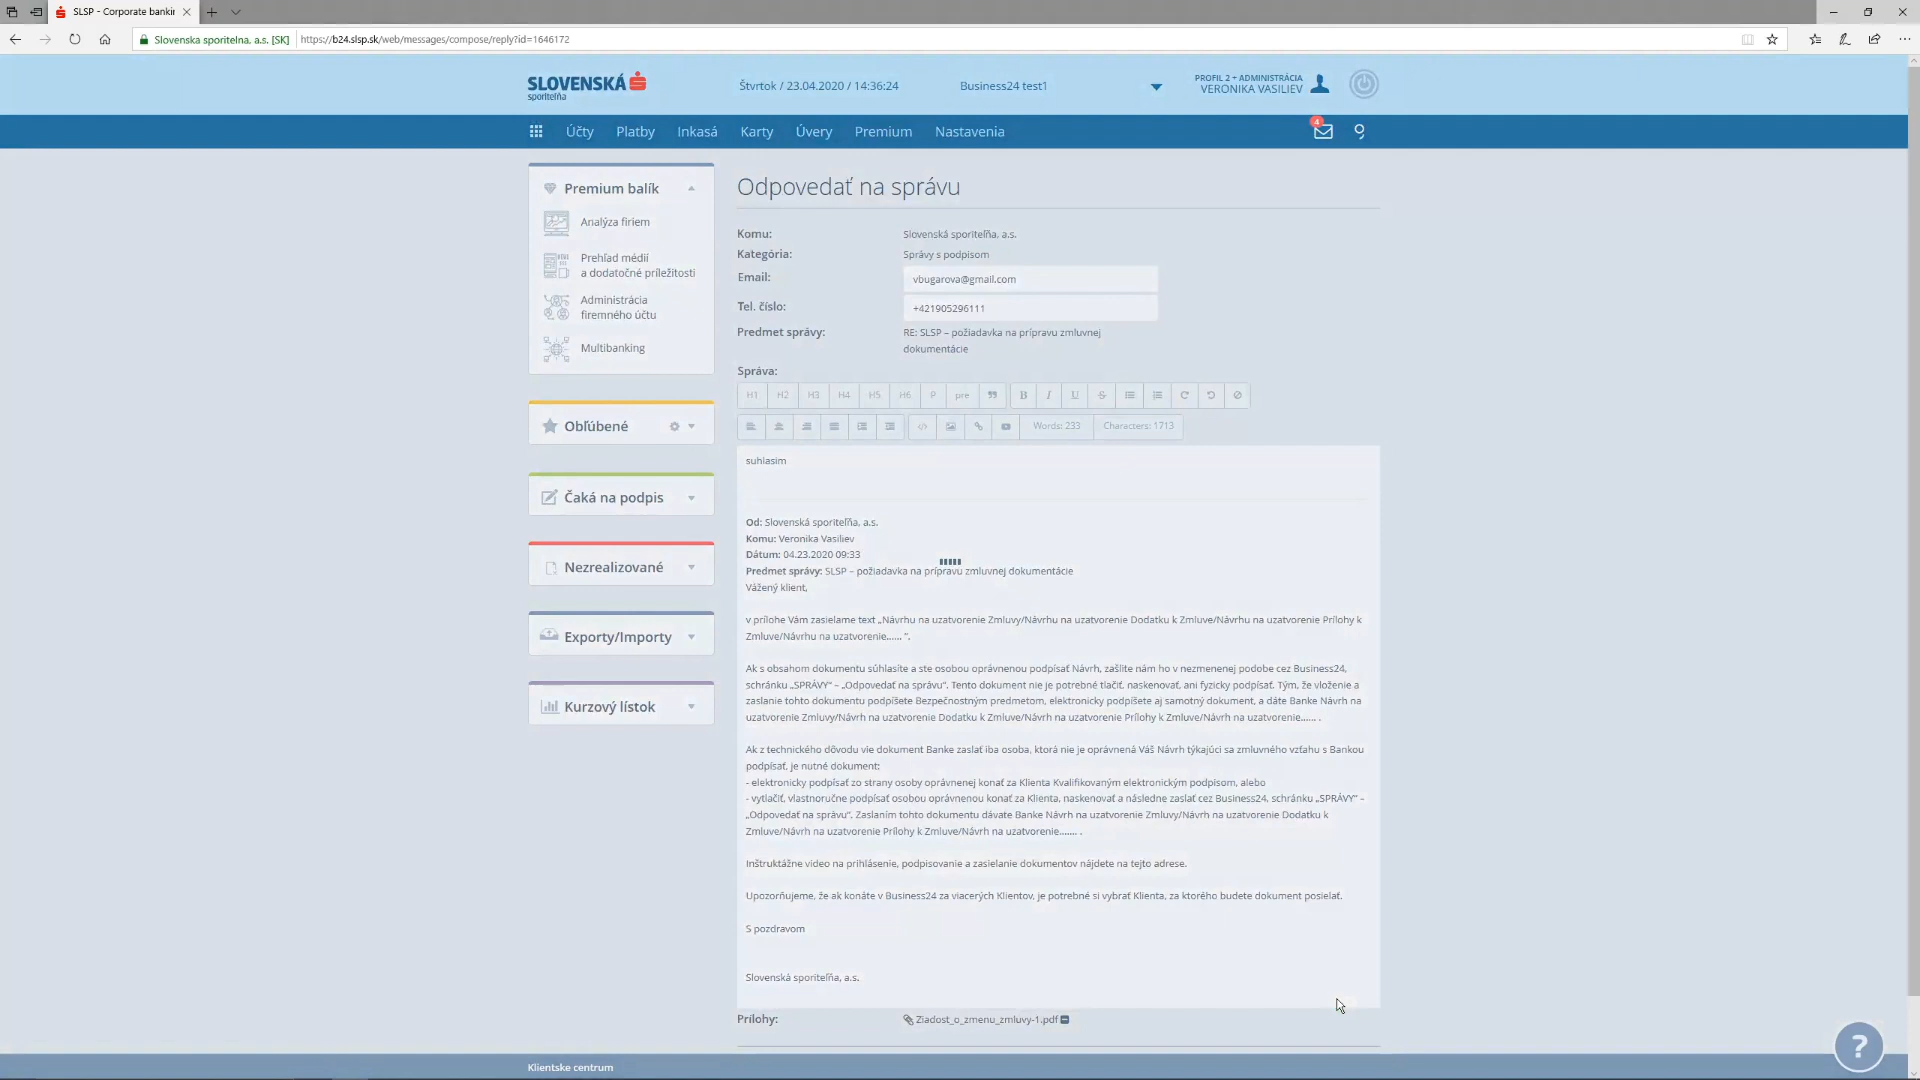 SLSP - Corporate bankin
Slovenska sporitelna, a.s. [SK]
https://b24.slsp.sk/web/messages/compose/reply?id=1646172
SLOVENSKÁ
sporiteľňa
Štvrtok / 23.04.2020 / 14:36:24
Business24 test1
PROFIL 2 + ADMINISTRÁCIA
VERONIKA VASILIEV
Účty
Platby
Inkasá
Karty
Úvery
Premium
Nastavenia
4
Premium balík
Analýza firiem
Prehľad médií
a dodatočné príležitosti
Administrácia
firemného účtu
Multibanking
Obľúbené
Čaká na podpis
Nezrealizované
Exporty/Importy
Kurzový lístok
Odpovedať na správu
Komu: Slovenská sporiteľňa, a.s.
Kategória: Správy s podpisom
Email: vbugarova@gmail.com
Tel. číslo: +421905296111
Predmet správy: RE: SLSP – požiadavka na prípravu zmluvnej
dokumentácie
Správa:
H1 H2 H3 H4 H5 H6 P pre ❞ B I U S
Words: 233 Characters: 1713
suhlasim
Od: Slovenská sporiteľňa, a.s.
Komu: Veronika Vasiliev
Dátum: 04.23.2020 09:33
Predmet správy: SLSP – požiadavka na prípravu zmluvnej dokumentácie
Vážený klient,
v prílohe Vám zasielame text „Návrhu na uzatvorenie Zmluvy/Návrhu na uzatvorenie Dodatku k Zmluve/Návrhu na uzatvorenie Prílohy k
Zmluve/Návrhu na uzatvorenie...... “.
Ak s obsahom dokumentu súhlasíte a ste osobou oprávnenou podpísať Návrh, zašlite nám ho v nezmenenej podobe cez Business24,
schránku „SPRÁVY“ – „Odpovedať na správu“. Tento dokument nie je potrebné tlačiť, naskenovať, ani fyzicky podpísať. Tým, že vloženie a
zaslanie tohto dokumentu podpíšete Bezpečnostným predmetom, elektronicky podpíšete aj samotný dokument, a dáte Banke Návrh na
uzatvorenie Zmluvy/Návrh na uzatvorenie Dodatku k Zmluve/Návrh na uzatvorenie Prílohy k Zmluve/Návrh na uzatvorenie...... .
Ak z technického dôvodu vie dokument Banke zaslať iba osoba, ktorá nie je oprávnená Váš Návrh týkajúci sa zmluvného vzťahu s Bankou
podpísať, je nutné dokument:
- elektronicky podpísať zo strany osoby oprávnenej konať za Klienta Kvalifikovaným elektronickým podpisom, alebo
- vytlačiť, vlastnoručne podpísať osobou oprávnenou konať za Klienta, naskenovať a následne zaslať cez Business24, schránku „SPRÁVY“ –
„Odpovedať na správu“. Zaslaním tohto dokumentu dávate Banke Návrh na uzatvorenie Zmluvy/Návrh na uzatvorenie Dodatku k
Zmluve/Návrh na uzatvorenie Prílohy k Zmluve/Návrh na uzatvorenie....... .
Inštruktážne video na prihlásenie, podpisovanie a zasielanie dokumentov nájdete na tejto adrese.
Upozorňujeme, že ak konáte v Business24 za viacerých Klientov, je potrebné si vybrať Klienta, za ktorého budete dokument posielať.
S pozdravom
Slovenská sporiteľňa, a.s.
Prílohy: Ziadost_o_zmenu_zmluvy-1.pdf
Klientske centrum
?